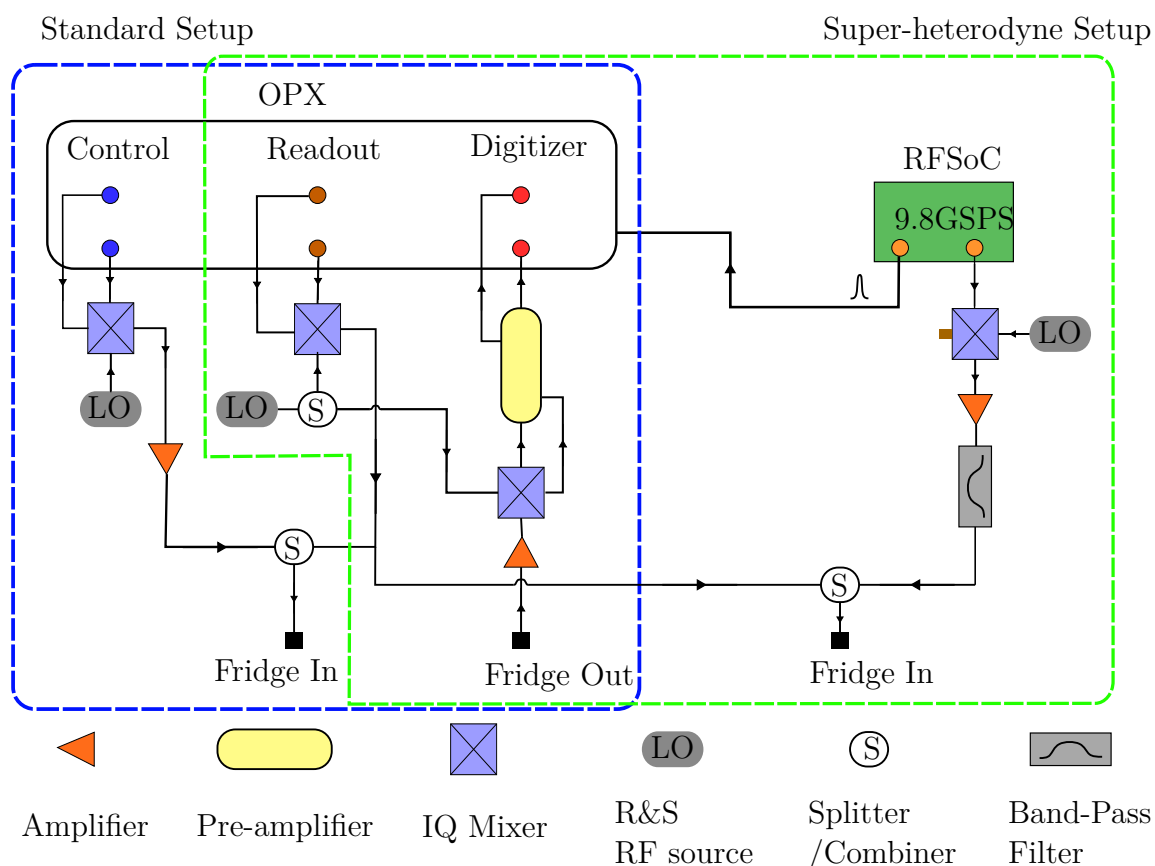 Standard Setup
Super-heterodyne Setup
OPX
Control
Readout
Digitizer
RFSoC
9.8GSPS
LO
LO
S
LO
S
S
Fridge In
Fridge Out
Fridge In
LO
S
Amplifier
Pre-amplifier
IQ Mixer
R&S
RF source
Splitter
/Combiner
Band-Pass
Filter